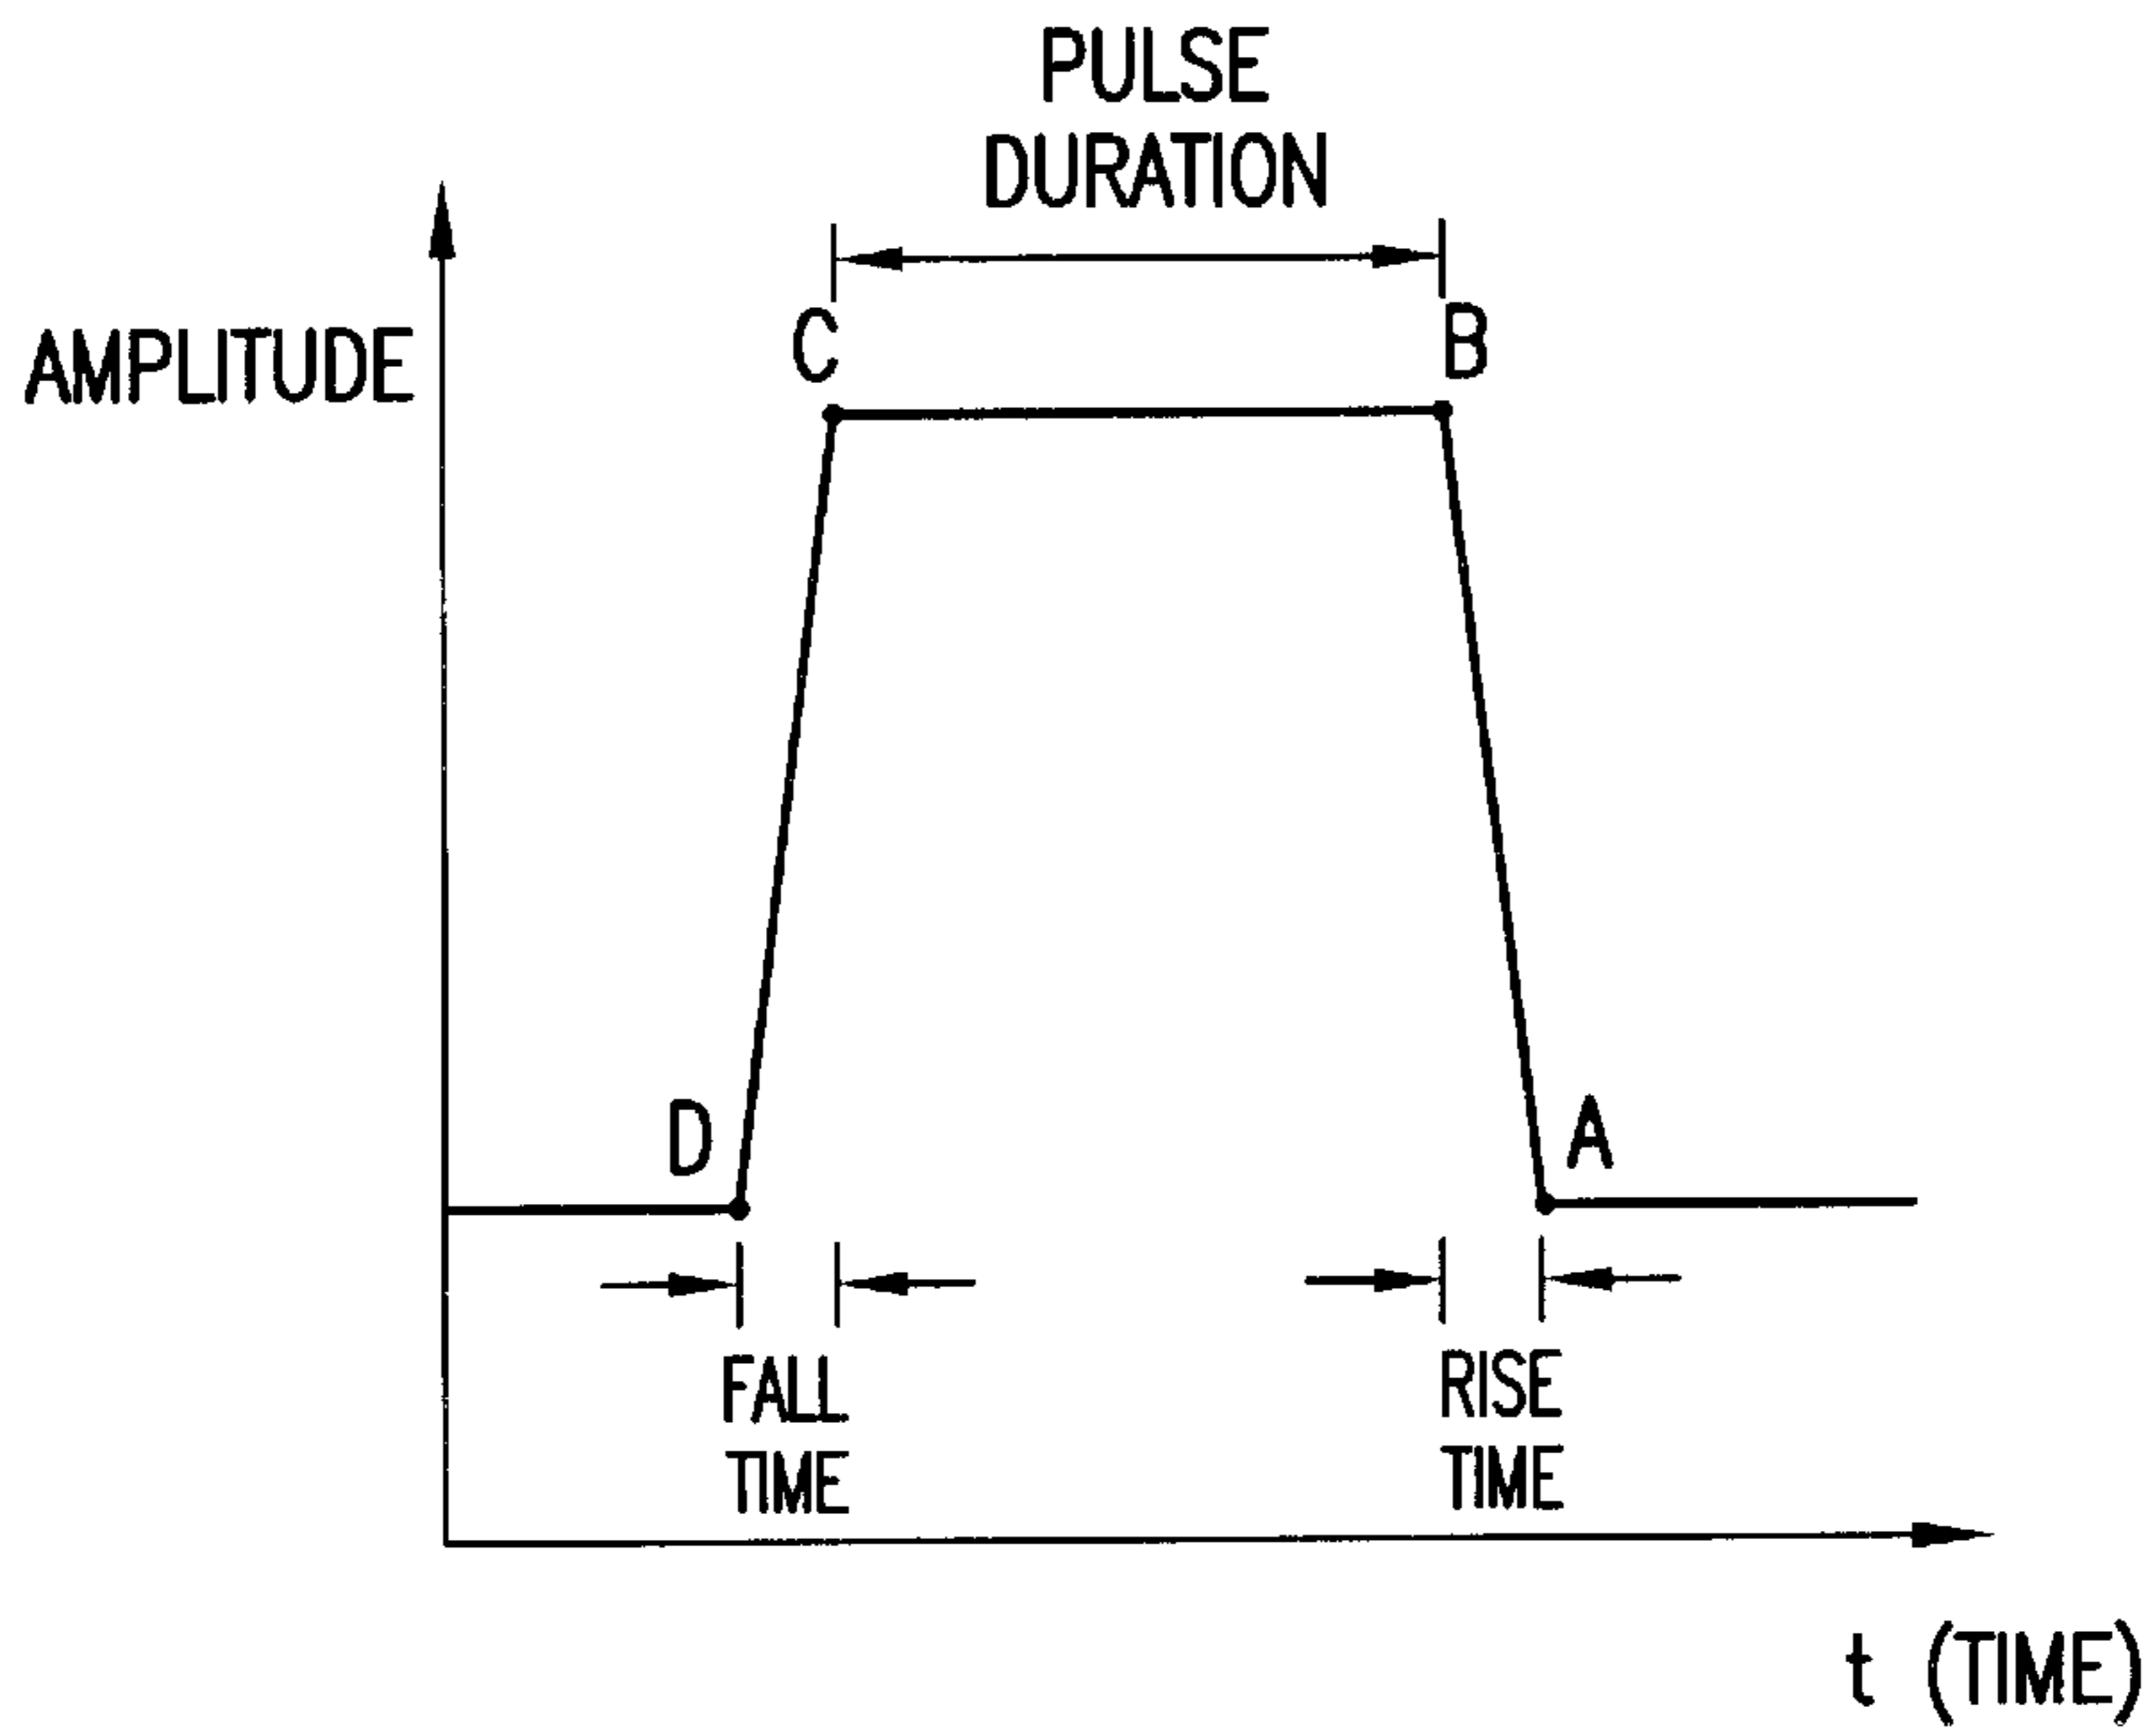 PULSE
DURATION
AMPLITUDE
C
B
D
A
FALL
TIME
RISE
TIME
t (TIME)